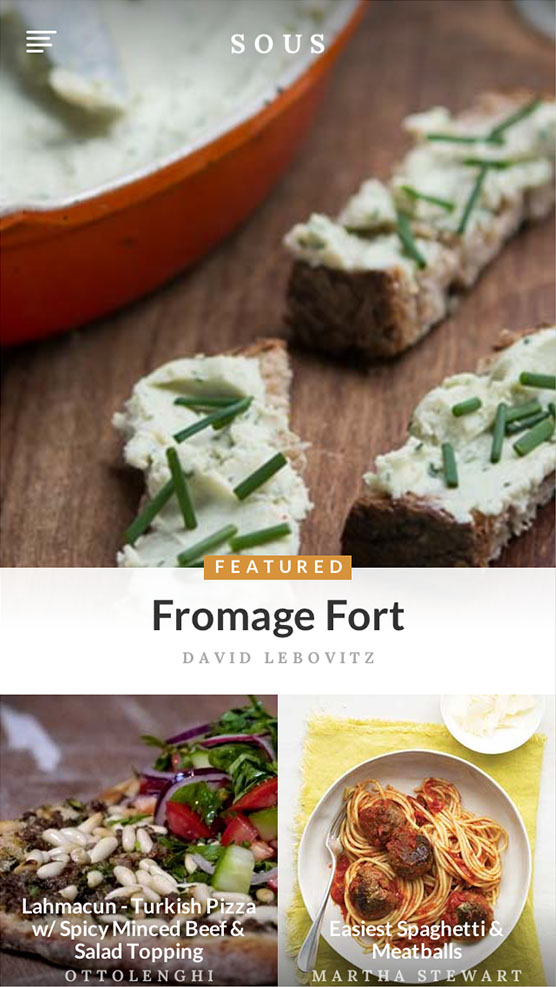 SOUS
FEATURED
Fromage Fort
DAVID LEBOVITZ
Lahmacun - Turkish Pizza
w/ Spicy Minced Beef &
Salad Topping
OTTOLENGHI
Easiest Spaghetti &
Meatballs
MARTHA STEWART